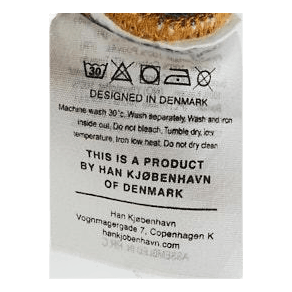 30
DESIGNED IN DENMARK
Machine wash 30°c. Wash separately. Wash and iron
inside out. Do not bleach. Tumble dry, low
temperature. Iron low heat. Do not dry clean
THIS IS A PRODUCT
BY HAN KJØBENHAVN
OF DENMARK
Han Kjøbenhavn
Vognmagergade 7, Copenhagen K
hankjobenhavn.com